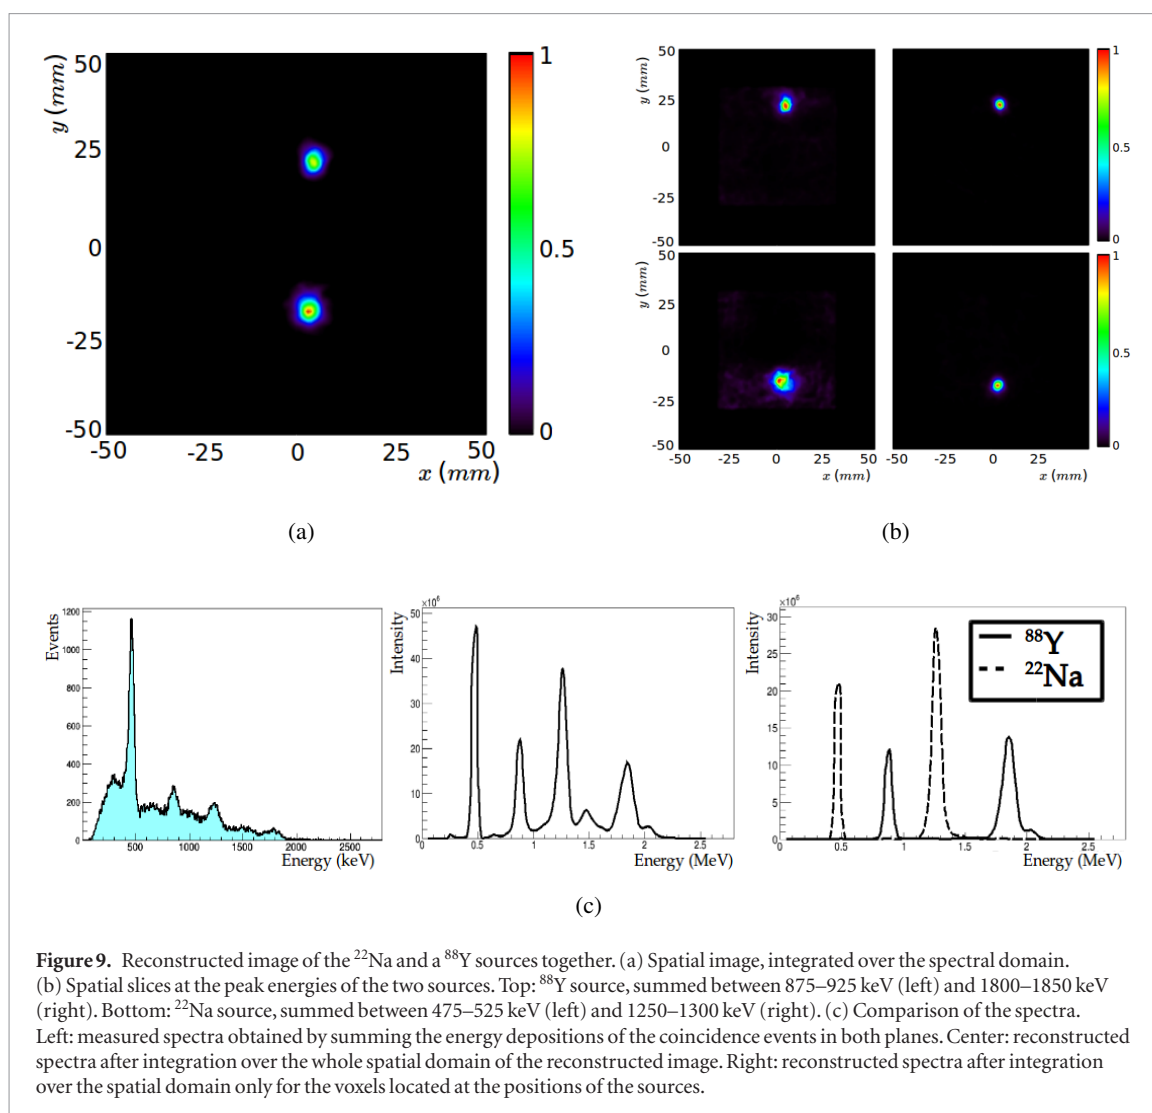 50
25
0
-25
-50
y (mm)
-50 -25 0 25 50
x (mm)
1
0.5
0
50
25
0
-25
-50
y (mm)
1
0.5
0
50
25
0
-25
-50
y (mm)
-50 -25 0 25 50
x (mm)
-50 -25 0 25 50
x (mm)
1
0.5
0
(a)
(b)
1200
1000
800
600
400
200
0
Events
500 1000 1500 2000 2500
Energy (keV)
×10⁶
50
40
30
20
10
0
Intensity
0 0.5 1 1.5 2 2.5
Energy (MeV)
×10⁶
30
25
20
15
10
5
0
Intensity
0 0.5 1 1.5 2 2.5
Energy (MeV)
⁸⁸Y
²²Na
(c)
Figure 9. Reconstructed image of the ²²Na and a ⁸⁸Y sources together. (a) Spatial image, integrated over the spectral domain.
(b) Spatial slices at the peak energies of the two sources. Top: ⁸⁸Y source, summed between 875–925 keV (left) and 1800–1850 keV
(right). Bottom: ²²Na source, summed between 475–525 keV (left) and 1250–1300 keV (right). (c) Comparison of the spectra.
Left: measured spectra obtained by summing the energy depositions of the coincidence events in both planes. Center: reconstructed
spectra after integration over the whole spatial domain of the reconstructed image. Right: reconstructed spectra after integration
over the spatial domain only for the voxels located at the positions of the sources.